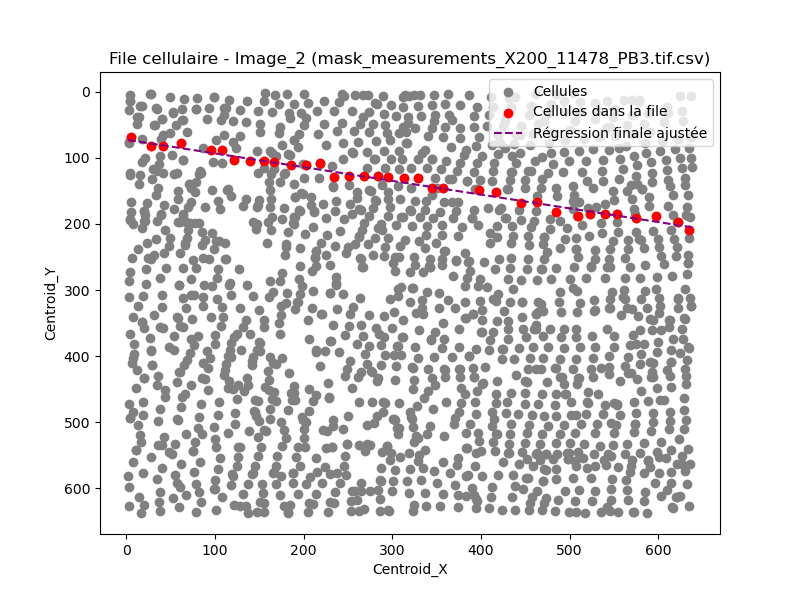 File cellulaire - Image_2 (mask_measurements_X200_11478_PB3.tif.csv)
Cellules
Cellules dans la file
Régression finale ajustée
0
100
200
300
400
500
600
Centroid_Y
0 100 200 300 400 500 600
Centroid_X